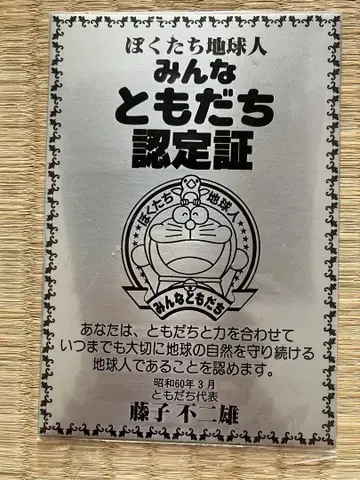 ぼくたち地球人
みんな
ともだち
認定証
ぼくたち 地球人
みんなともだち
あなたは、ともだちと力を合わせて
いつまでも大切に地球の自然を守り続ける
地球人であることを認めます。
昭和60年3月
ともだち代表
藤子 不二雄